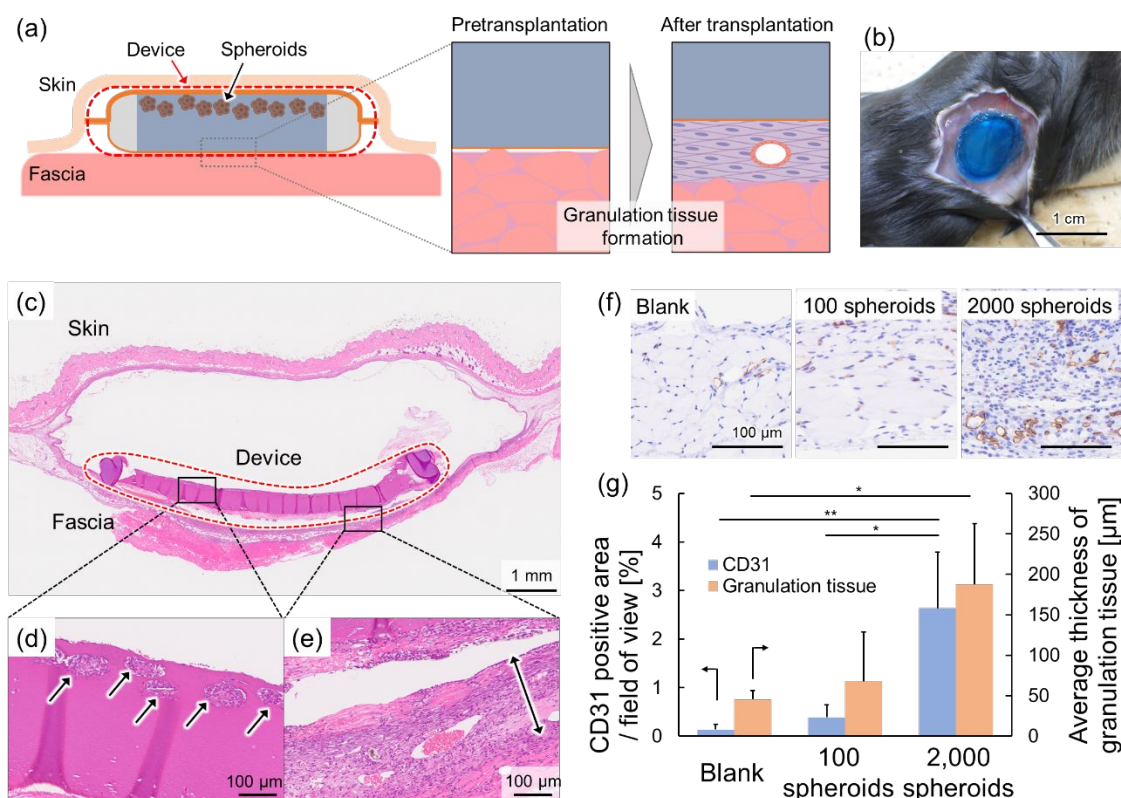 (a)
Device
Spheroids
Skin
Fascia
Pretransplantation
After transplantation
Granulation tissue
formation
(b)
1 cm
(c)
Skin
Device
Fascia
1 mm
(d)
100 µm
(e)
100 µm
(f)
Blank
100 spheroids
2000 spheroids
100 µm
(g)
CD31 positive area
/ field of view [%]
5
4
3
2
1
0
*
**
*
CD31
Granulation tissue
300
250
200
150
100
50
0
Average thickness of
granulation tissue [µm]
Blank
100
spheroids
2,000
spheroids